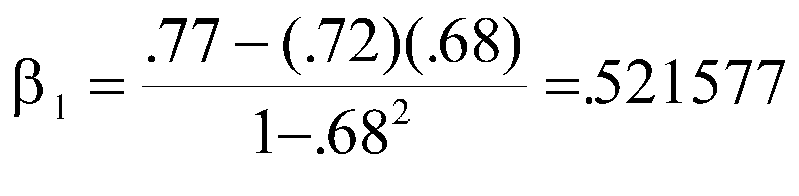 β₁ = .77 – (.72)(.68) / 1–.68² =.521577